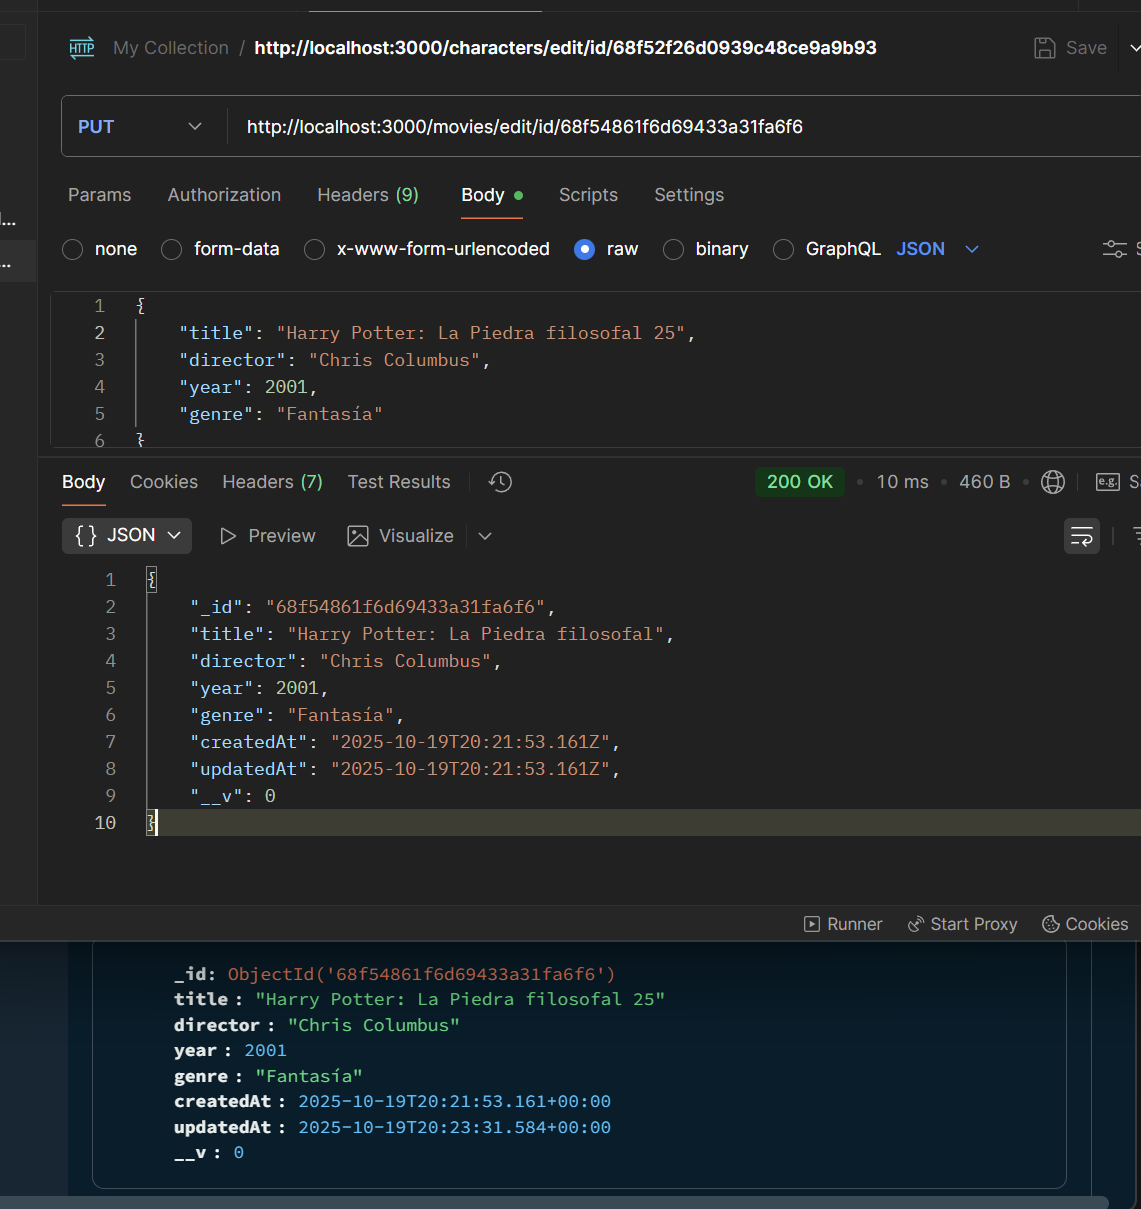 HTTP My Collection / http://localhost:3000/characters/edit/id/68f52f26d0939c48ce9a9b93 Save
PUT http://localhost:3000/movies/edit/id/68f54861f6d69433a31fa6f6
Params Authorization Headers (9) Body Scripts Settings
none form-data x-www-form-urlencoded raw binary GraphQL JSON
1 {
2 "title": "Harry Potter: La Piedra filosofal 25",
3 "director": "Chris Columbus",
4 "year": 2001,
5 "genre": "Fantasía"
6 }
Body Cookies Headers (7) Test Results 200 OK • 10 ms • 460 B • e.g.
{} JSON Preview Visualize
1 {
2 "_id": "68f54861f6d69433a31fa6f6",
3 "title": "Harry Potter: La Piedra filosofal",
4 "director": "Chris Columbus",
5 "year": 2001,
6 "genre": "Fantasía",
7 "createdAt": "2025-10-19T20:21:53.161Z",
8 "updatedAt": "2025-10-19T20:21:53.161Z",
9 "__v": 0
10 }
Runner Start Proxy Cookies
_id: ObjectId('68f54861f6d69433a31fa6f6')
title : "Harry Potter: La Piedra filosofal 25"
director : "Chris Columbus"
year : 2001
genre : "Fantasía"
createdAt : 2025-10-19T20:21:53.161+00:00
updatedAt : 2025-10-19T20:23:31.584+00:00
__v : 0